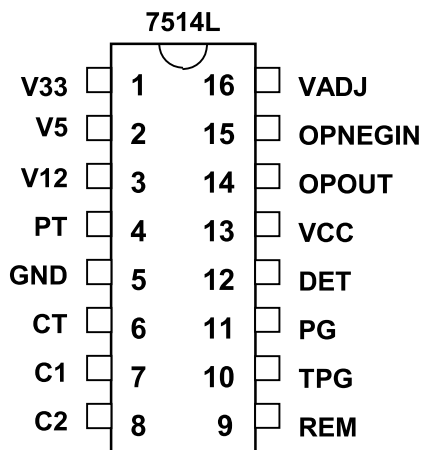 7514L
V33 1 16 VADJ
V5 2 15 OPNEGIN
V12 3 14 OPOUT
PT 4 13 VCC
GND 5 12 DET
CT 6 11 PG
C1 7 10 TPG
C2 8 9 REM